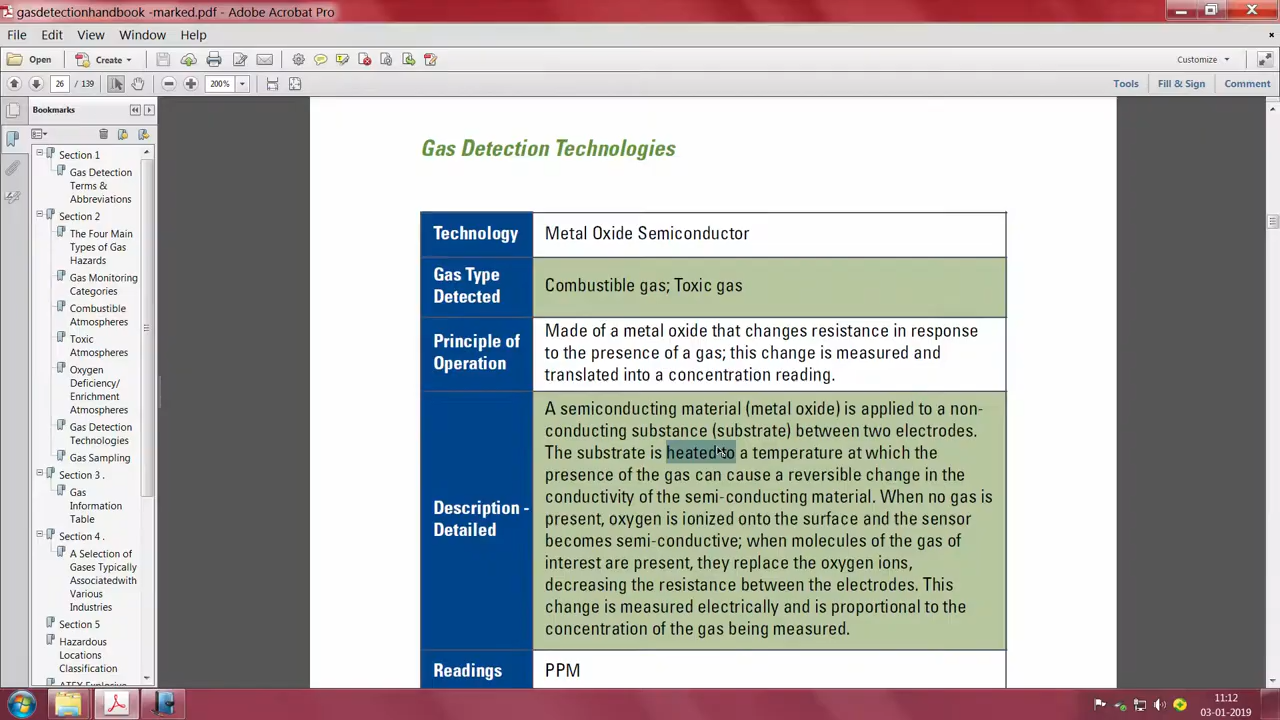 gasdetectionhandbook -marked.pdf - Adobe Acrobat Pro
File Edit View Window Help
Open Create Customize
26 / 139 200% Tools Fill & Sign Comment
Bookmarks
Section 1
Gas Detection
Terms &
Abbreviations
Section 2
The Four Main
Types of Gas
Hazards
Gas Monitoring
Categories
Combustible
Atmospheres
Toxic
Atmospheres
Oxygen
Deficiency/
Enrichment
Atmospheres
Gas Detection
Technologies
Gas Sampling
Section 3 .
Gas
Information
Table
Section 4 .
A Selection of
Gases Typically
Associatedwith
Various
Industries
Section 5
Hazardous
Locations
Classification
ATEX Explosive
Gas Detection Technologies
Technology
Metal Oxide Semiconductor
Gas Type
Detected
Combustible gas; Toxic gas
Principle of
Operation
Made of a metal oxide that changes resistance in response
to the presence of a gas; this change is measured and
translated into a concentration reading.
Description -
Detailed
A semiconducting material (metal oxide) is applied to a non-
conducting substance (substrate) between two electrodes.
The substrate is heated to a temperature at which the
presence of the gas can cause a reversible change in the
conductivity of the semi-conducting material. When no gas is
present, oxygen is ionized onto the surface and the sensor
becomes semi-conductive; when molecules of the gas of
interest are present, they replace the oxygen ions,
decreasing the resistance between the electrodes. This
change is measured electrically and is proportional to the
concentration of the gas being measured.
Readings
PPM
11:12
03-01-2019